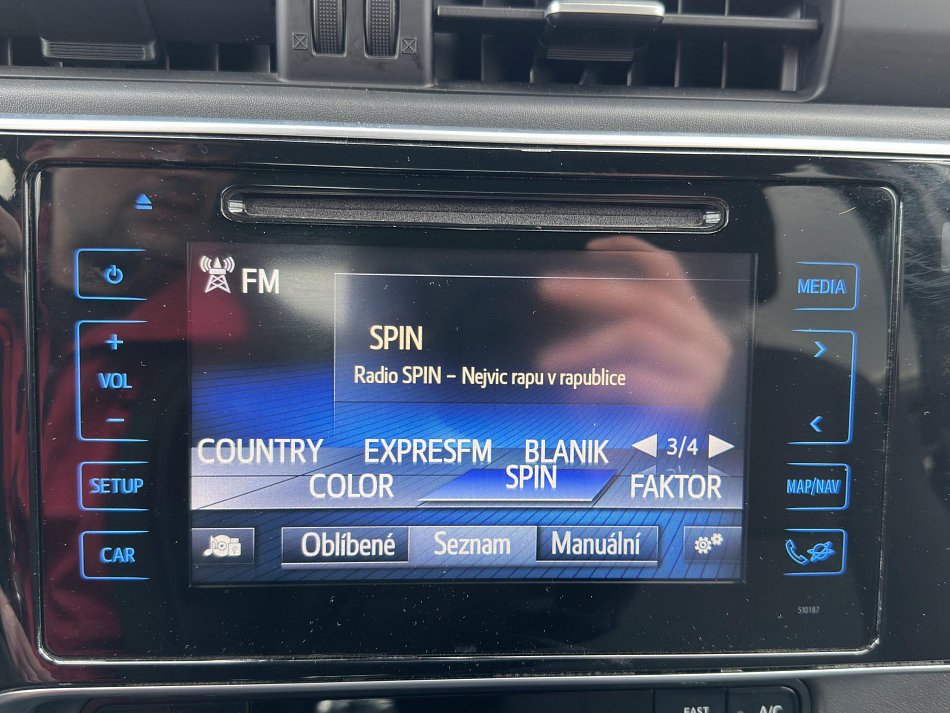 FM
MEDIA
SPIN
+
Radio SPIN – Nejvic rapu v rapublice
VOL
−
COUNTRY EXPRESFM BLANIK 3/4
COLOR SPIN FAKTOR
SETUP
MAP/NAV
Oblíbené Seznam Manuální
CAR
510187
FAST A/C